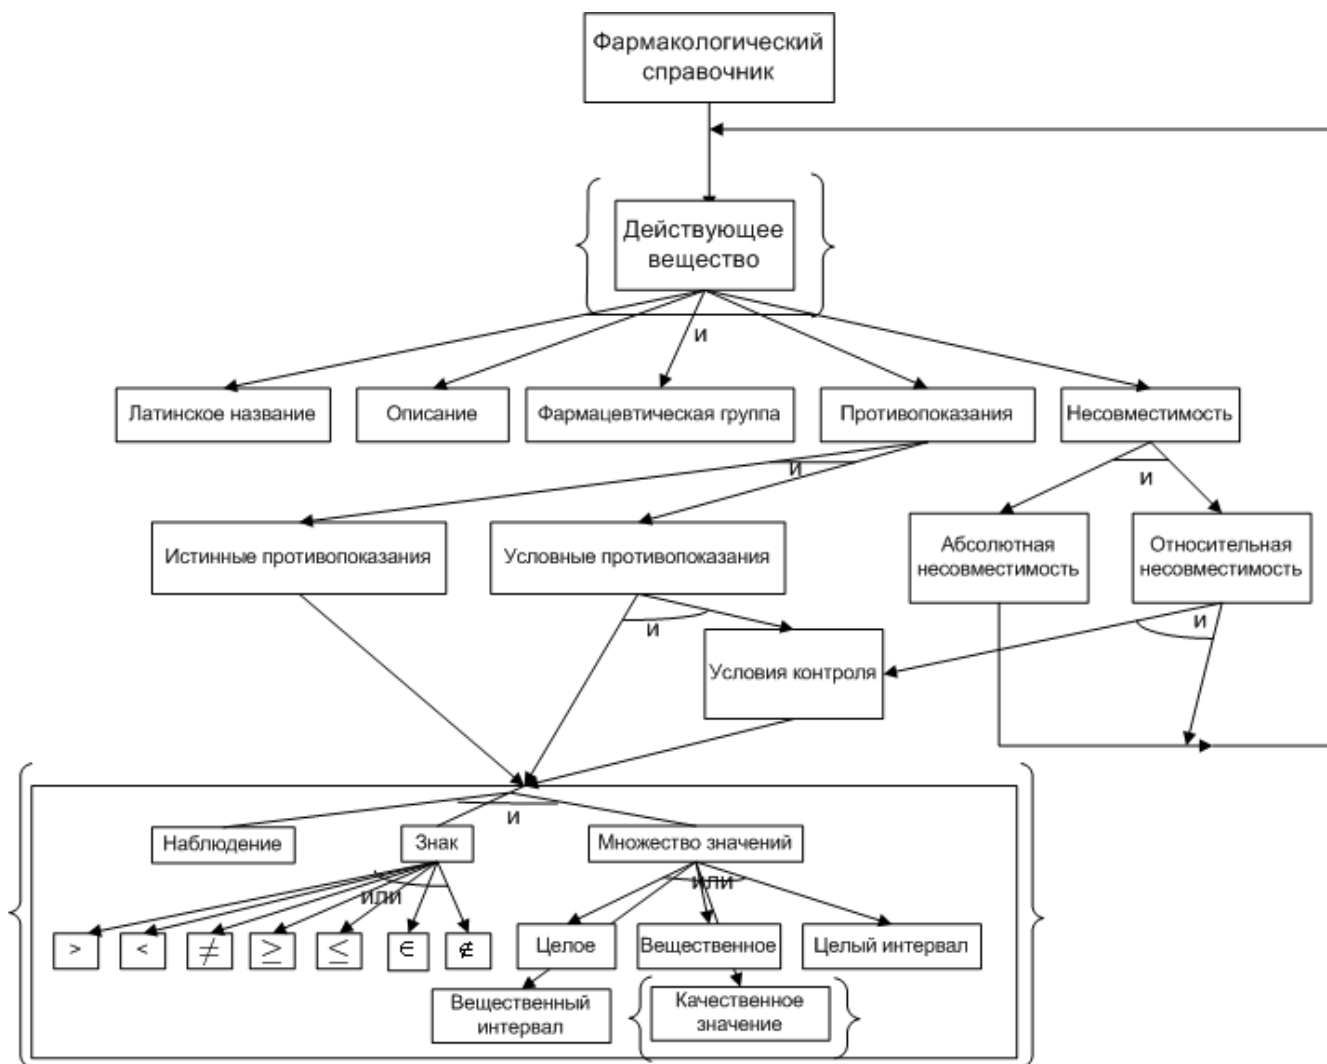 Фармакологический
справочник
Действующее
вещество
и
Латинское название
Описание
Фармацевтическая группа
Противопоказания
Несовместимость
и
и
Истинные противопоказания
Условные противопоказания
Абсолютная
несовместимость
Относительная
несовместимость
и
и
Условия контроля
и
Наблюдение
Знак
Множество значений
или
или
>
<
≠
≥
≤
∈
∉
Целое
Вещественное
Целый интервал
Вещественный
интервал
Качественное
значение